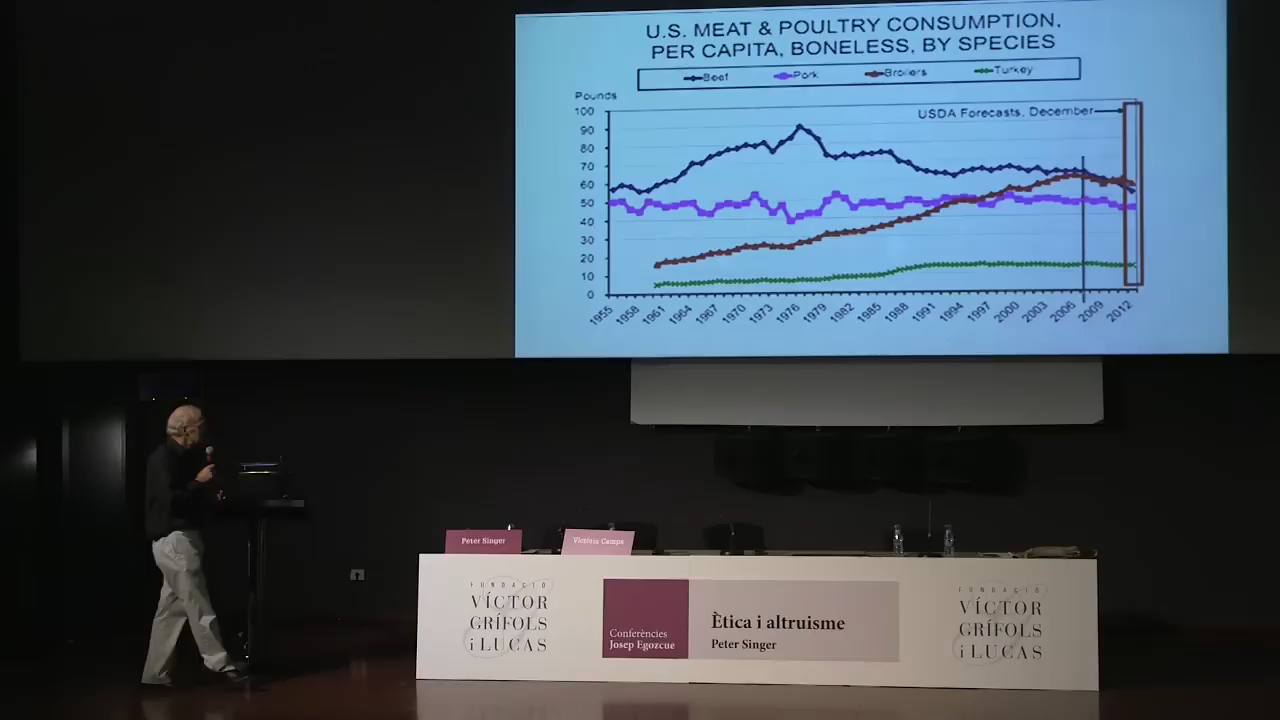 U.S. MEAT & POULTRY CONSUMPTION,
PER CAPITA, BONELESS, BY SPECIES
Beef Pork Broilers Turkey
Pounds
USDA Forecasts, December
100
90
80
70
60
50
40
30
20
10
0
1955 1958 1961 1964 1967 1970 1973 1976 1979 1982 1985 1988 1991 1994 1997 2000 2003 2006 2009 2012
Peter Singer
Victòria Camps
FUNDACIÓ
VÍCTOR
GRÍFOLS
i LUCAS
Conferències
Josep Egozcue
Ètica i altruisme
Peter Singer
FUNDACIÓ
VÍCTOR
GRÍFOLS
i LUCAS